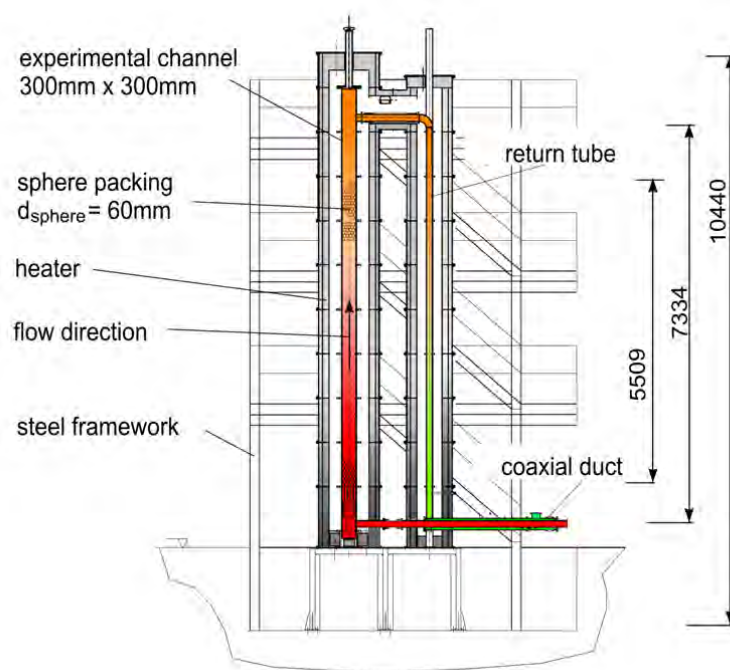 experimental channel
300mm x 300mm
sphere packing
dsphere= 60mm
heater
flow direction
steel framework
return tube
coaxial duct
5509
7334
10440